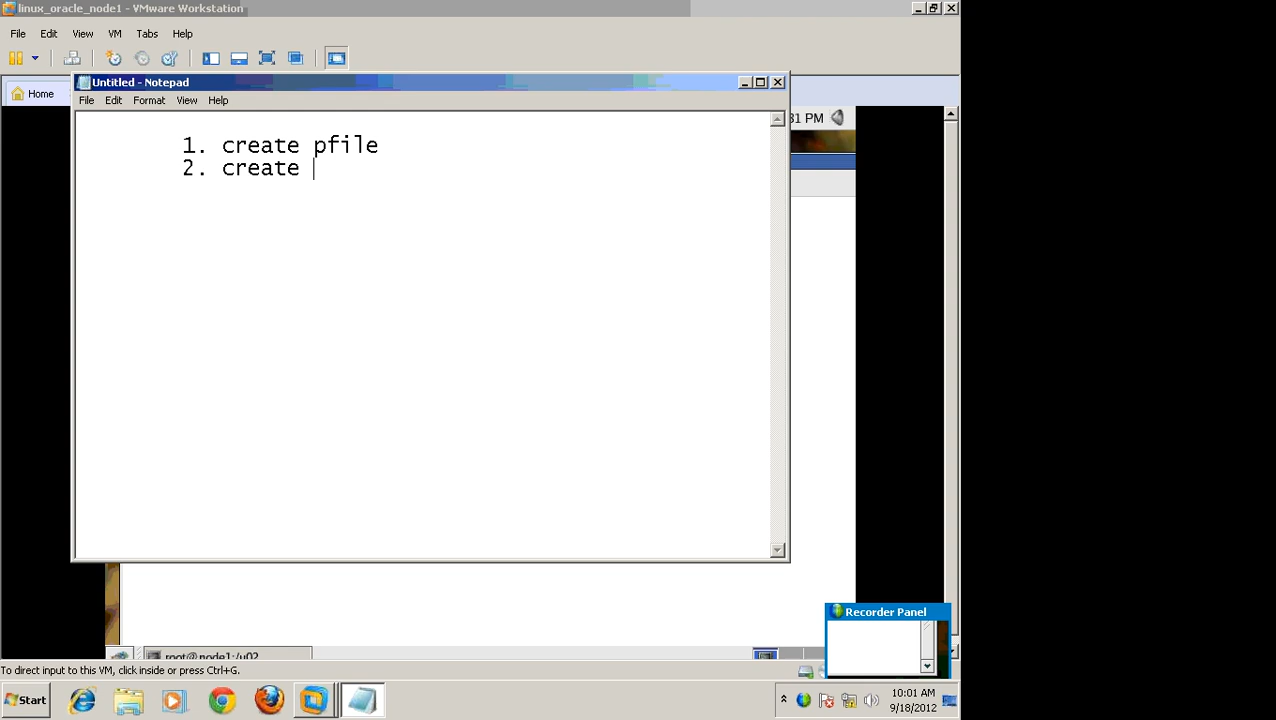 linux_oracle_node1 - VMware Workstation
File Edit View VM Tabs Help
Home
Untitled - Notepad
File Edit Format View Help
31 PM
1. create pfile
2. create
Recorder Panel
root@node1:/u02
To direct input to this VM, click inside or press Ctrl+G.
Start
10:01 AM
9/18/2012